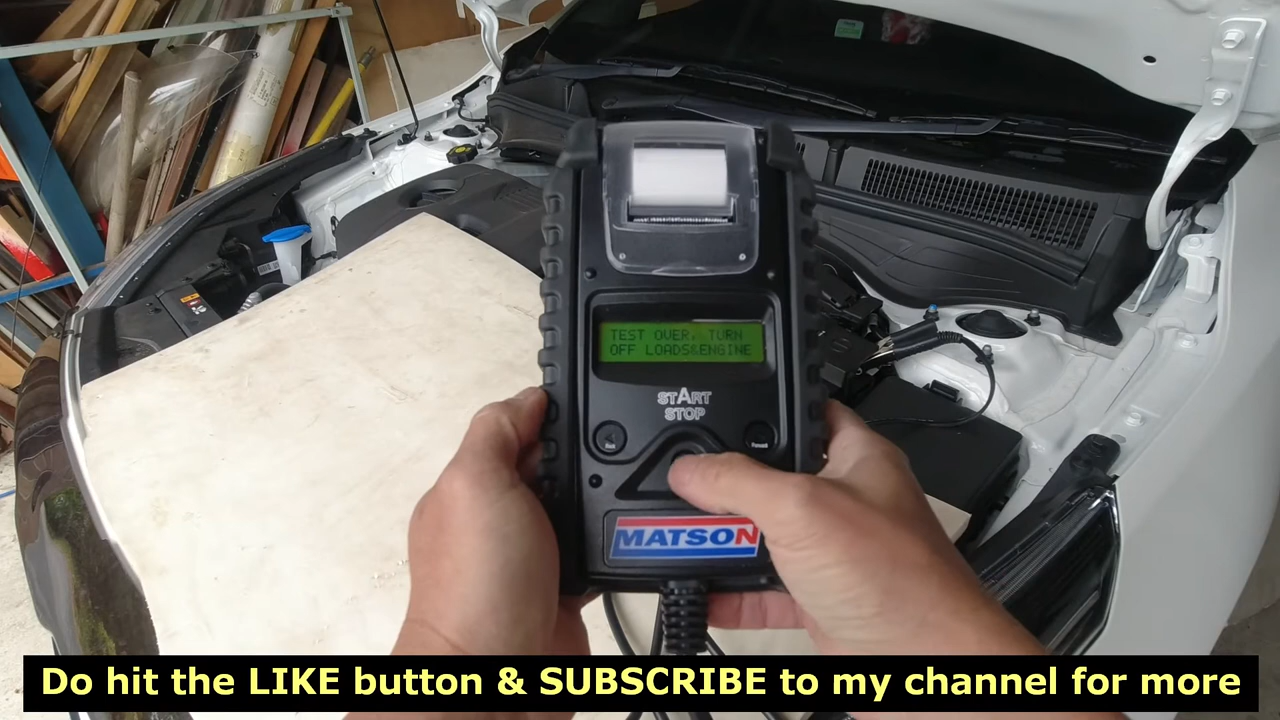 TEST OVER, TURN
OFF LOADS&ENGINE
START
STOP
MATSON
Do hit the LIKE button & SUBSCRIBE to my channel for more